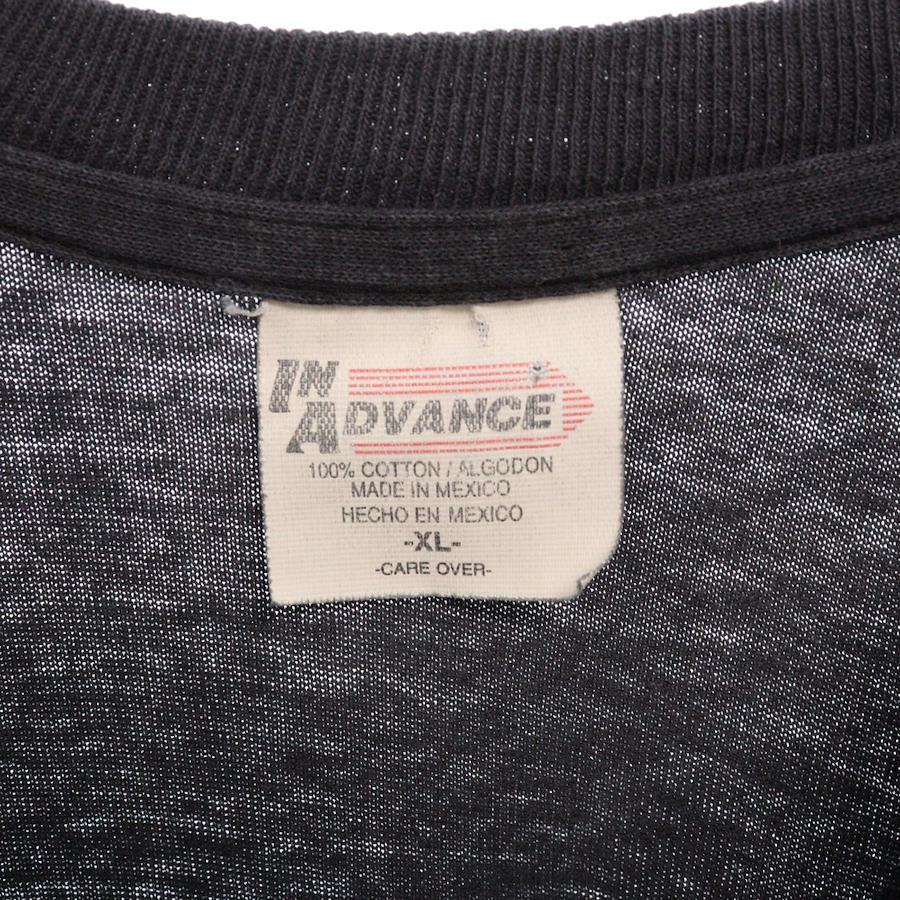 IN
ADVANCE
100% COTTON / ALGODON
MADE IN MEXICO
HECHO EN MEXICO
-XL-
-CARE OVER-